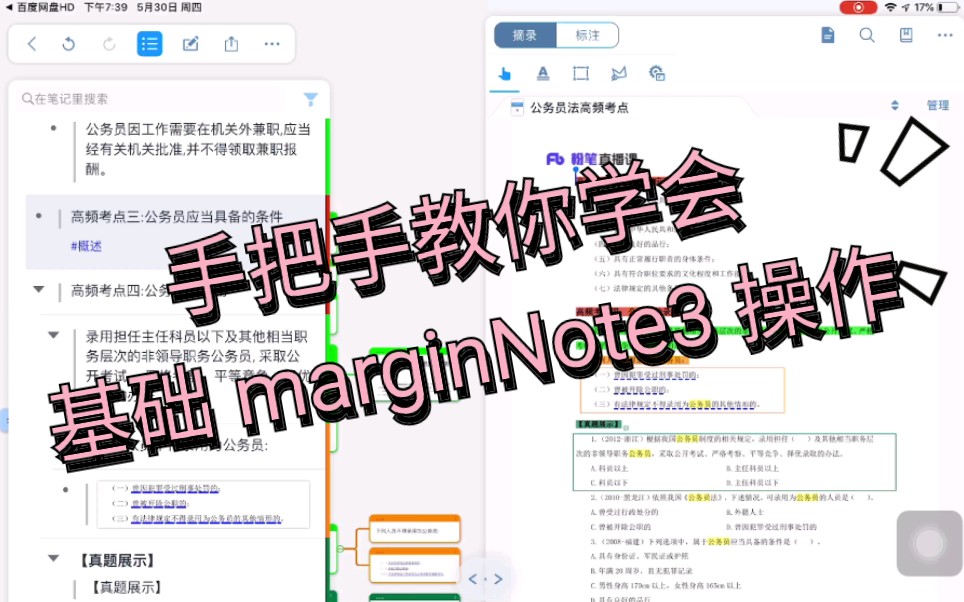 百度网盘HD 下午7:39 5月30日 周四
17%
在笔记里搜索
公务员因工作需要在机关外兼职,应当
经有关机关批准,并不得领取兼职报
酬。
高频考点三:公务员应当具备的条件
#概述
高频考点四:公务
录用担任主任科员以下及其他相当职
务层次的非领导职务公务员, 采取公
开考试
平等竞争
公务员:
(一) 曾因犯罪受过刑事处罚的;
(二) 曾被开除公职的;
(三) 有法律规定不得录用为公务员的其他情形的。
【真题展示】
【真题展示】
下列人员不得录用为公务员:
摘录 标注
公务员法高频考点
管理
粉笔直播课
手把手教你学会
基础 marginNote3 操作
良好的品行;
(五) 具有正常履行职责的身体条件;
(六) 具有符合职位要求的文化程度和工作
(七) 法律规定的其他条
(一) 曾因犯罪受过刑事处罚的;
(二) 曾被开除公职的;
(三) 有法律规定不得录用为公务员的其他情形的。
【真题展示】
1. (2012-浙江) 根据我国公务员制度的相关规定, 录用担任 ( ) 及其他相当职务层
次的非领导职务公务员, 采取公开考试、严格考察、平等竞争、择优录取的办法。
A.科员以上 B.主任科员以上
C.科员以下 D.主任科员以下
2. (2010-黑龙江) 依照我国《公务员法》, 下述情况, 可录用为公务员的人员是 ( )。
A.曾受过行政处分的 B.外籍人士
C.曾被开除公职的 D.曾因犯罪受过刑事处罚的
3. (2008-福建) 下列选项中, 属于公务员应当具备的条件是 ( )。
A.具有身份证、军民证或护照
B.年满 20 周岁, 且无犯罪记录
C.男性身高 170cm 以上, 女性身高 165cm 以上
D.具有良好的品行